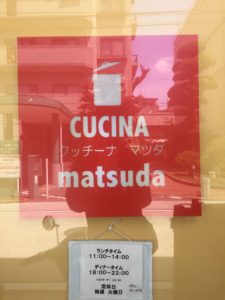 CUCINA
クッチーナ マツダ
matsuda
ランチタイム
11:00～14:00
ディナータイム
18:00～23:00
定休日
毎週 火曜日